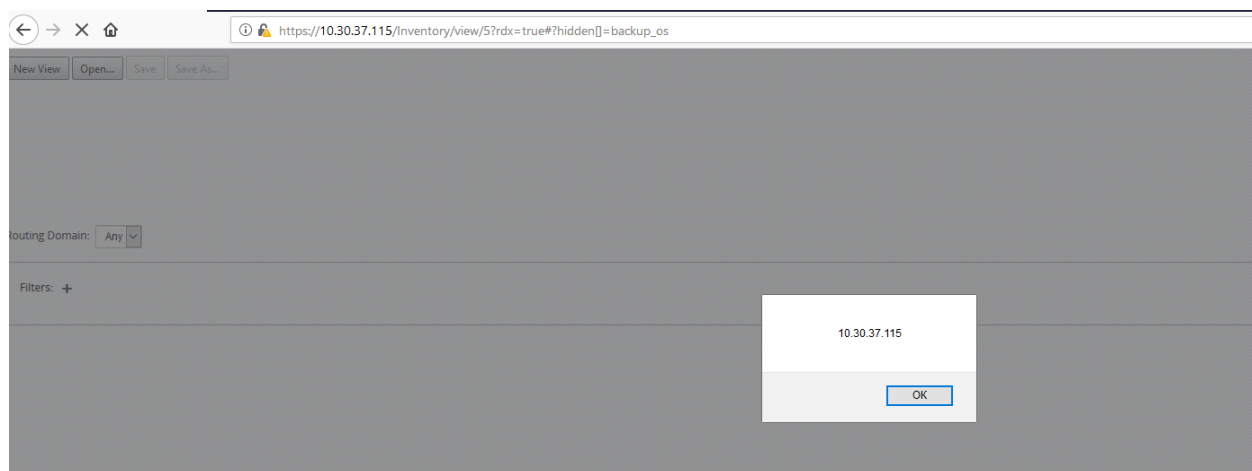 https://10.30.37.115/Inventory/view/5?rdx=true#?hidden[]=backup_os
New View Open... Save Save As...
Routing Domain: Any
Filters: +
10.30.37.115
OK